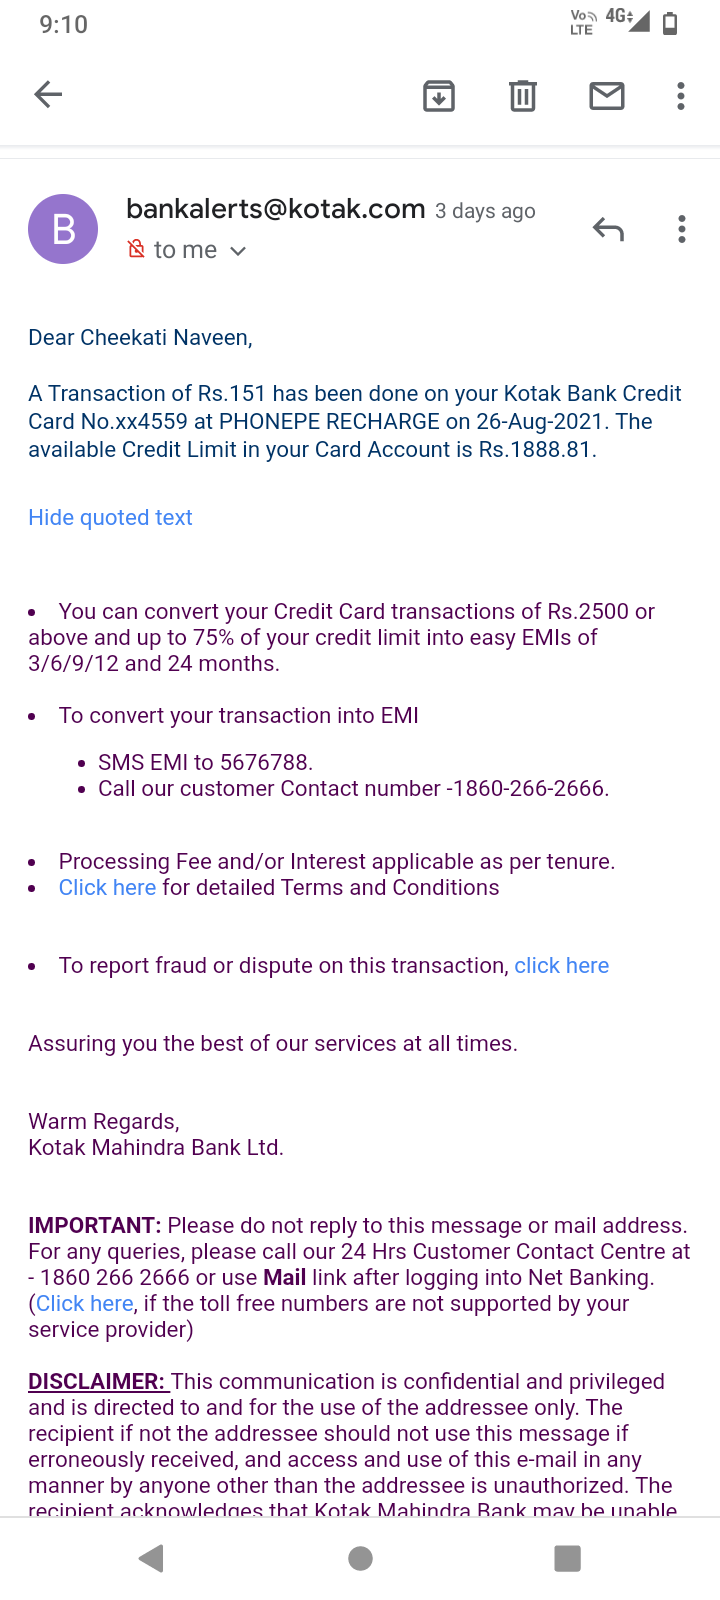 9:10
Vo
LTE
4G
B
bankalerts@kotak.com 3 days ago
to me
Dear Cheekati Naveen,
A Transaction of Rs.151 has been done on your Kotak Bank Credit
Card No.xx4559 at PHONEPE RECHARGE on 26-Aug-2021. The
available Credit Limit in your Card Account is Rs.1888.81.
Hide quoted text
• You can convert your Credit Card transactions of Rs.2500 or
above and up to 75% of your credit limit into easy EMIs of
3/6/9/12 and 24 months.
• To convert your transaction into EMI
• SMS EMI to 5676788.
• Call our customer Contact number -1860-266-2666.
• Processing Fee and/or Interest applicable as per tenure.
• Click here for detailed Terms and Conditions
• To report fraud or dispute on this transaction, click here
Assuring you the best of our services at all times.
Warm Regards,
Kotak Mahindra Bank Ltd.
IMPORTANT: Please do not reply to this message or mail address.
For any queries, please call our 24 Hrs Customer Contact Centre at
- 1860 266 2666 or use Mail link after logging into Net Banking.
(Click here, if the toll free numbers are not supported by your
service provider)
DISCLAIMER: This communication is confidential and privileged
and is directed to and for the use of the addressee only. The
recipient if not the addressee should not use this message if
erroneously received, and access and use of this e-mail in any
manner by anyone other than the addressee is unauthorized. The
recipient acknowledges that Kotak Mahindra Bank may be unable